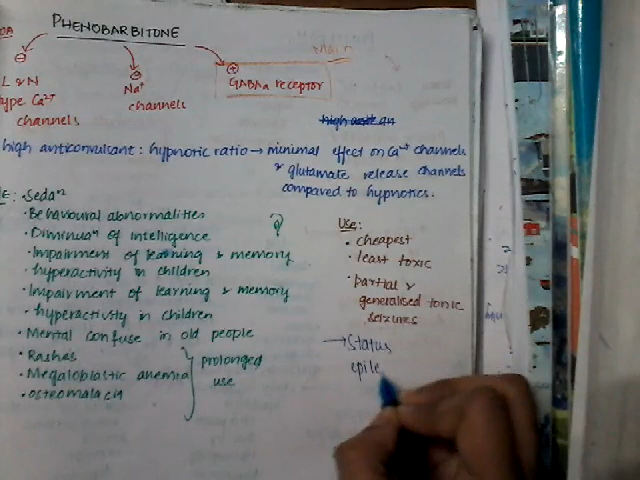 PHENOBARBITONE
Main
⊖ ⊖ ⊕
L & N
Na⁺
GABAA receptor
type Ca²⁺
channels
channels
high anticonvulsant : hypnotic ratio → minimal effect on Ca²⁺ channels
& glutamate release channels
compared to hypnotics.
E : • Sedaⁿ
• Behavioural abnormalities
• Diminuaⁿ of intelligence
• Impairment of learning & memory
• hyperactivity in children
• Impairment of learning & memory
• hyperactivity in children
• Mental confuse in old people
• Rashes
• Megaloblastic anemia
• osteomalacia
prolonged
use
Use :
• cheapest
• least toxic
• partial &
generalised tonic
seizures
→ Status
epile